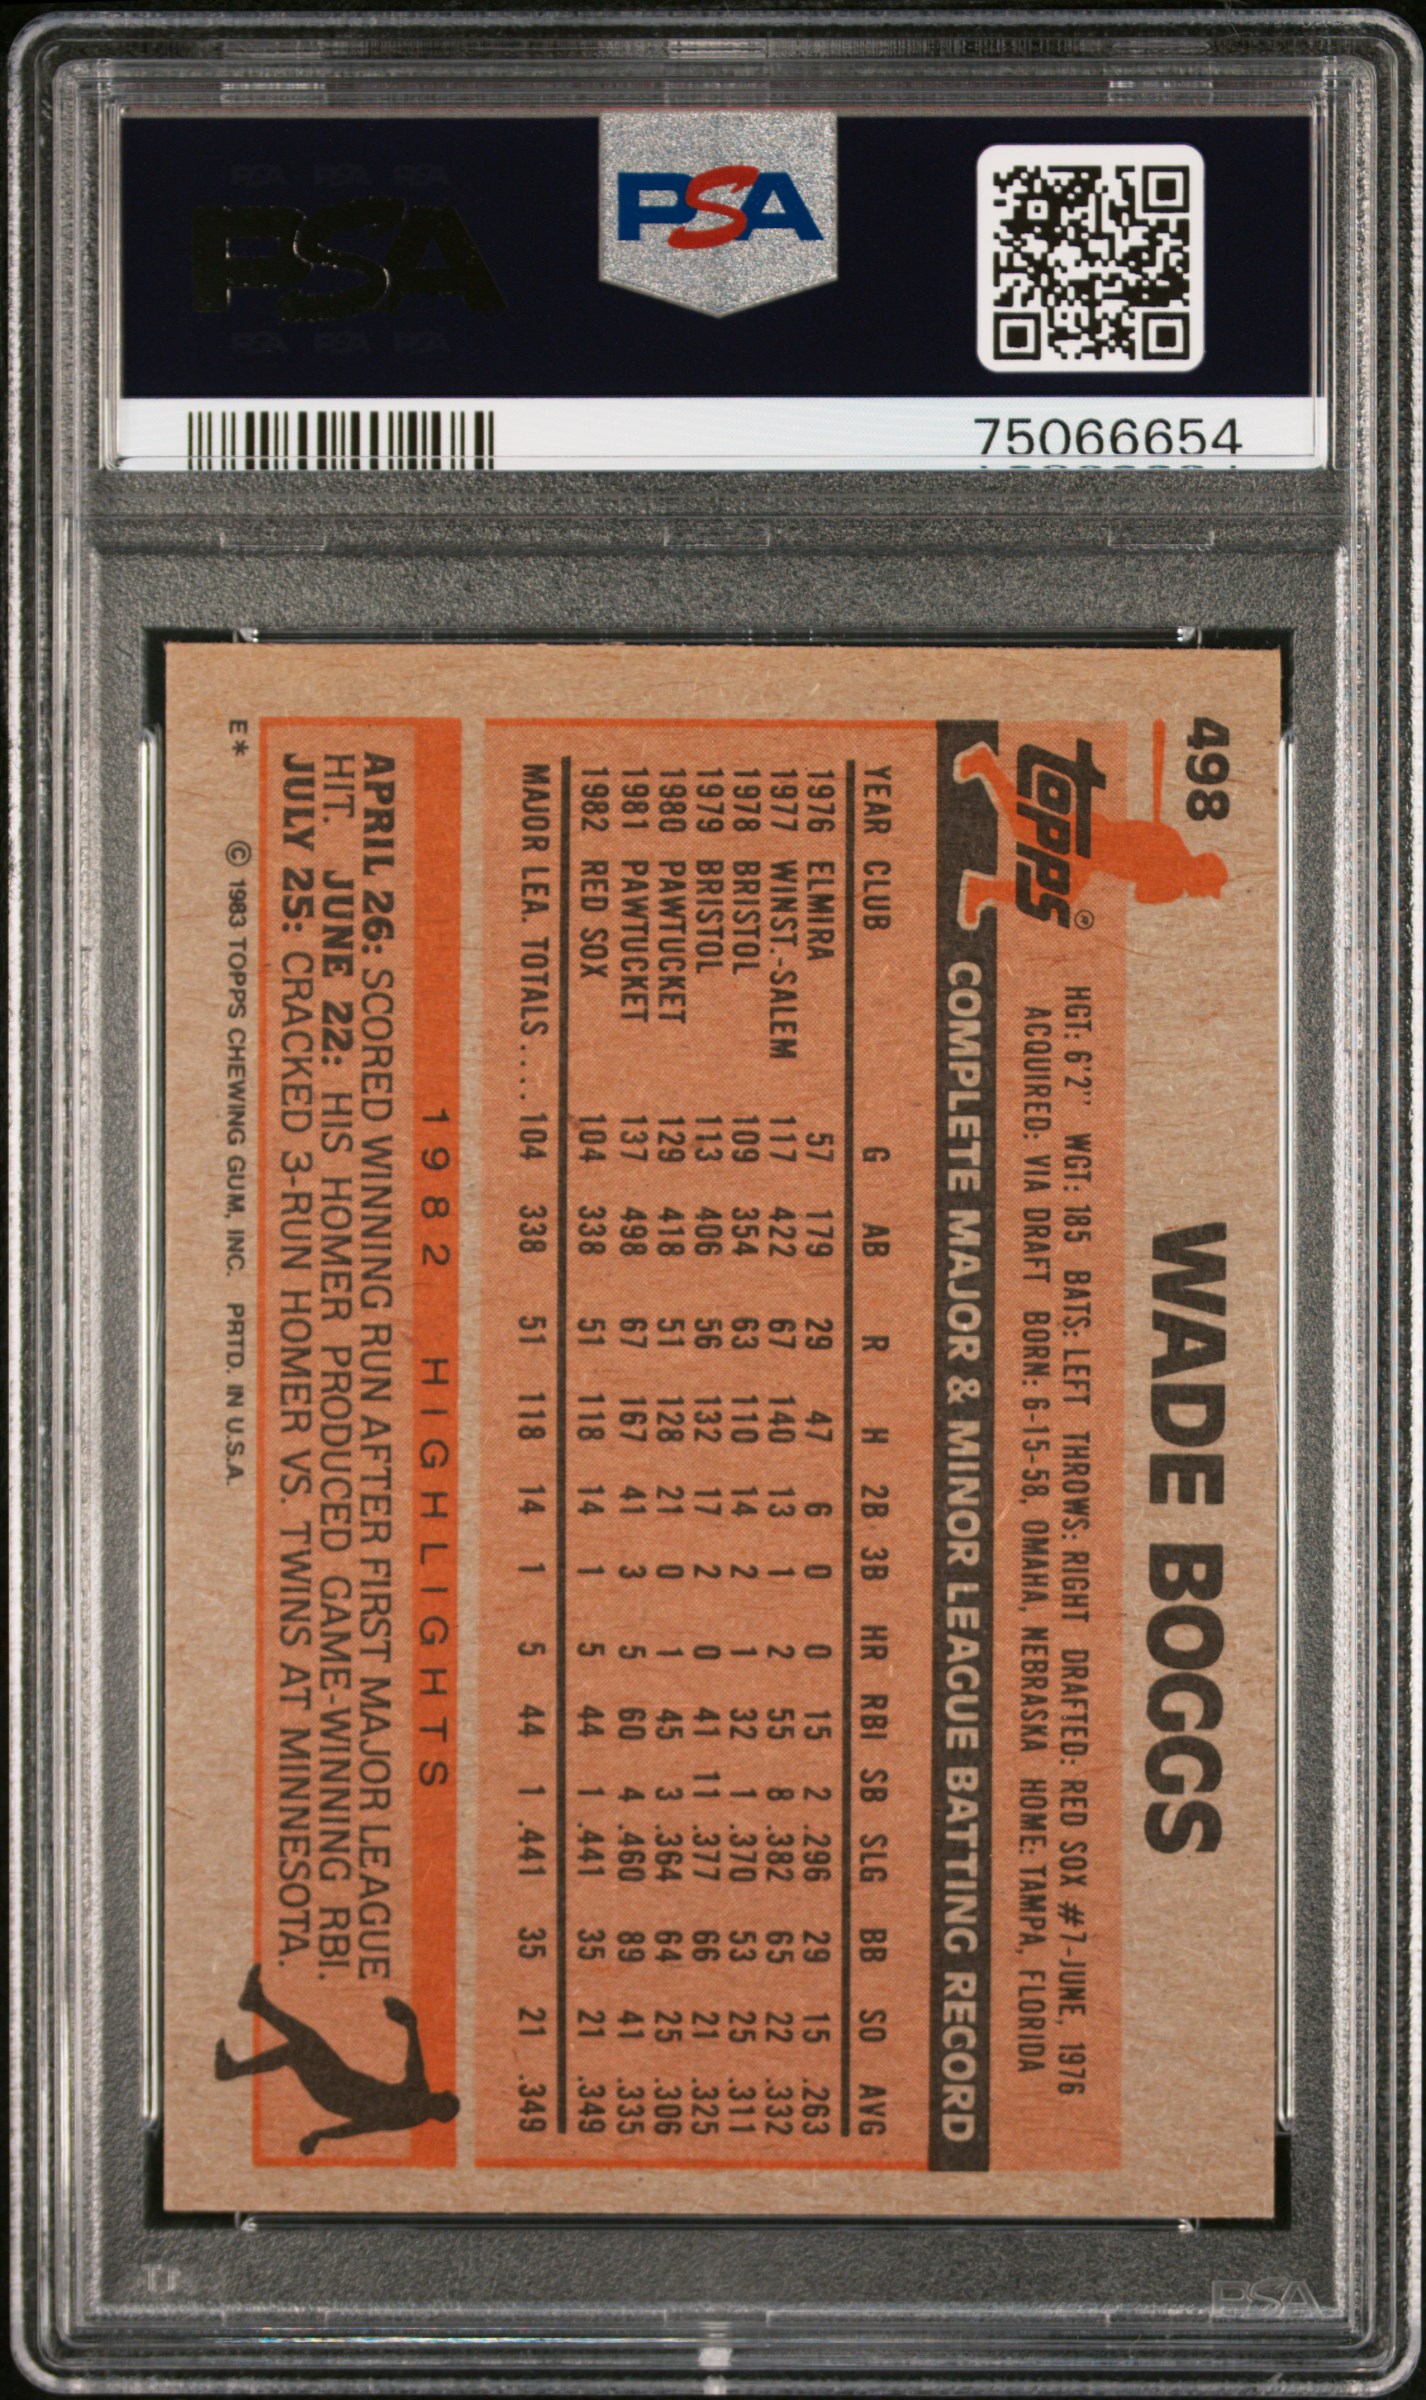 PSA PSA PSA
PSA
PSA PSA PSA
PSA
75066654
498
WADE BOGGS
Topps®
HGT: 6'2" WGT: 185 BATS: LEFT THROWS: RIGHT DRAFTED: RED SOX #7-JUNE, 1976
ACQUIRED: VIA DRAFT BORN: 6-15-58, OMAHA, NEBRASKA HOME: TAMPA, FLORIDA
COMPLETE MAJOR & MINOR LEAGUE BATTING RECORD
YEAR CLUB G AB R H 2B 3B HR RBI SB SLG BB SO AVG
1976 ELMIRA 57 179 29 47 6 0 0 15 2 .296 29 15 .263
1977 WINST.-SALEM 117 422 67 140 13 1 2 55 8 .382 65 22 .332
1978 BRISTOL 109 354 63 110 14 2 1 32 1 .370 53 25 .311
1979 BRISTOL 113 406 56 132 17 2 0 41 11 .377 66 21 .325
1980 PAWTUCKET 129 418 51 128 21 0 1 45 3 .364 64 25 .306
1981 PAWTUCKET 137 498 67 167 41 3 5 60 4 .460 89 41 .335
1982 RED SOX 104 338 51 118 14 1 5 44 1 .441 35 21 .349
MAJOR LEA. TOTALS.... 104 338 51 118 14 1 5 44 1 .441 35 21 .349
1982 HIGHLIGHTS
APRIL 26: SCORED WINNING RUN AFTER FIRST MAJOR LEAGUE
HIT. JUNE 22: HIS HOMER PRODUCED GAME-WINNING RBI.
JULY 25: CRACKED 3-RUN HOMER VS. TWINS AT MINNESOTA.
E* © 1983 TOPPS CHEWING GUM, INC. PRTD. IN U.S.A.
PSA